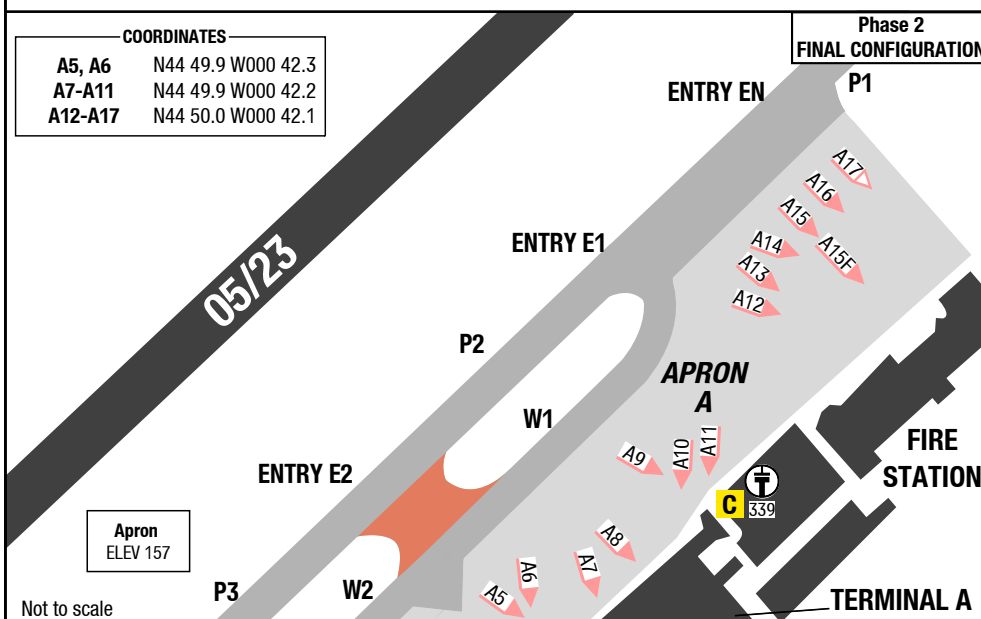 COORDINATES
A5, A6 N44 49.9 W000 42.3
A7-A11 N44 49.9 W000 42.2
A12-A17 N44 50.0 W000 42.1
Phase 2
FINAL CONFIGURATION
P1
ENTRY EN
A17
A16
A15
A15F
A14
A13
A12
ENTRY E1
05/23
P2
APRON
A
W1
A11
A10
A9
FIRE
STATION
ENTRY E2
C
339
Apron
ELEV 157
A8
A7
A6
A5
P3
W2
Not to scale
TERMINAL A